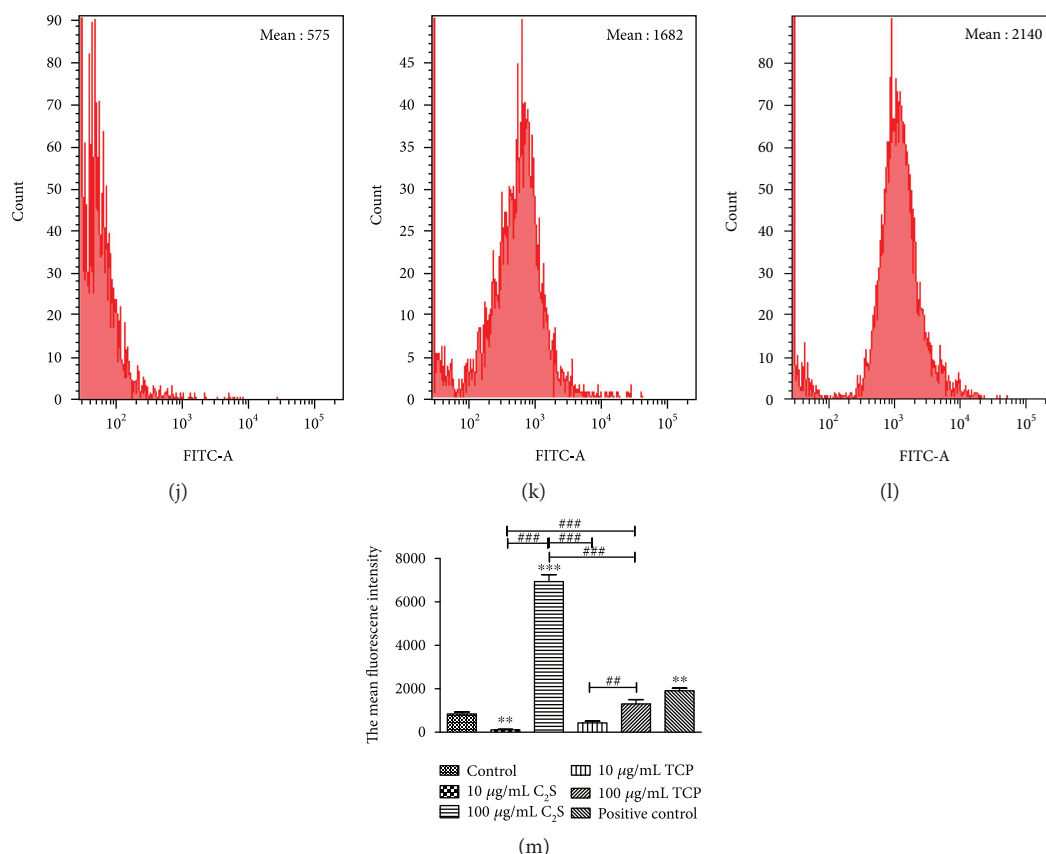 Mean : 575
90
80
70
60
50
40
30
20
10
0
Count
10²
10³
10⁴
10⁵
FITC-A
(j)
Mean : 1682
45
40
35
30
25
20
15
10
5
0
Count
10²
10³
10⁴
10⁵
FITC-A
(k)
Mean : 2140
80
70
60
50
40
30
20
10
0
Count
10²
10³
10⁴
10⁵
FITC-A
(l)
###
### ###
###
***
##
**
**
8000
6000
4000
2000
0
The mean fluorescene intensity
Control
10 μg/mL C₂S
100 μg/mL C₂S
10 μg/mL TCP
100 μg/mL TCP
Positive control
(m)